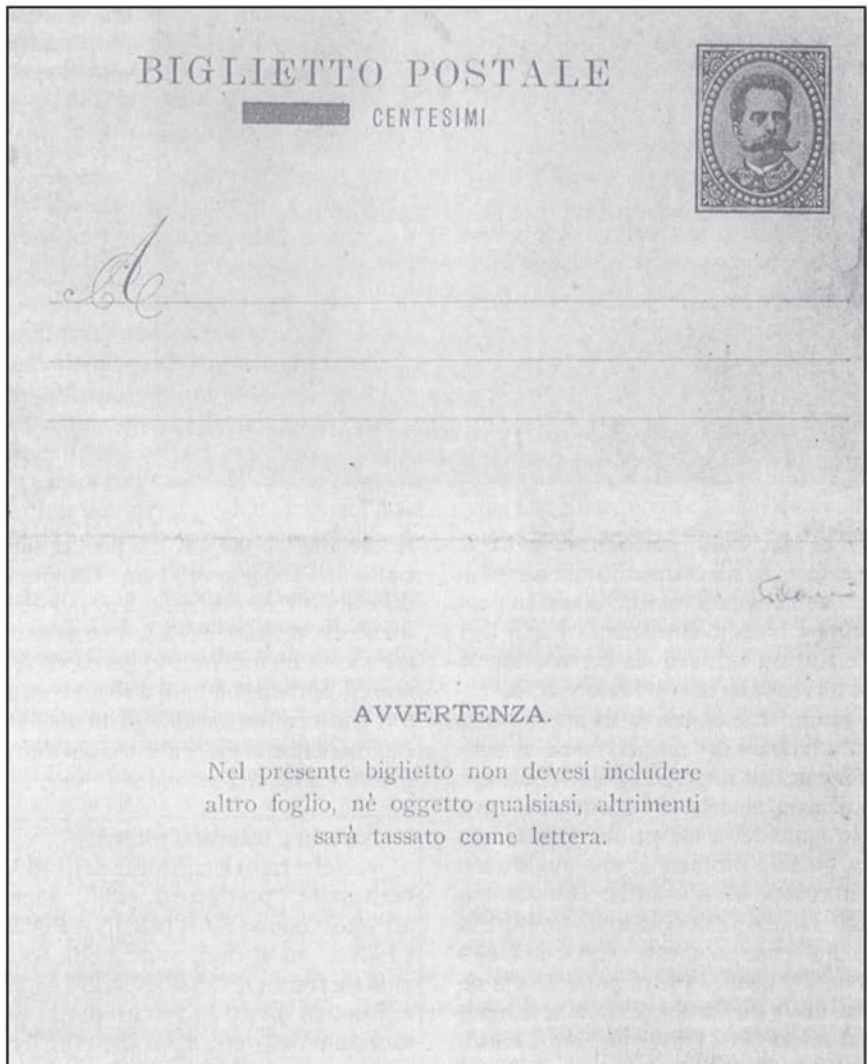 BIGLIETTO POSTALE
CENTESIMI
A
AVVERTENZA.
Nel presente biglietto non devesi includere
altro foglio, nè oggetto qualsiasi, altrimenti
sarà tassato come lettera.